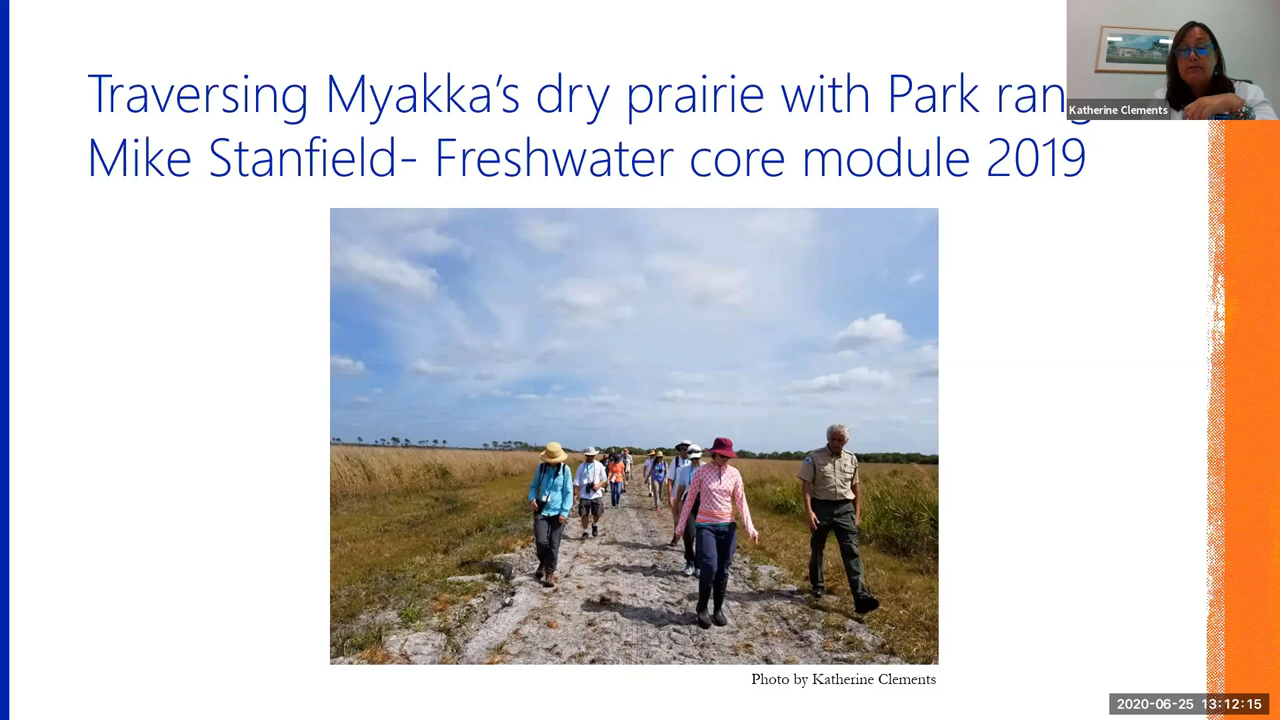 Traversing Myakka's dry prairie with Park
Mike Stanfield- Freshwater core module 2019
Katherine Clements
Photo by Katherine Clements
2020-06-25 13:12:15